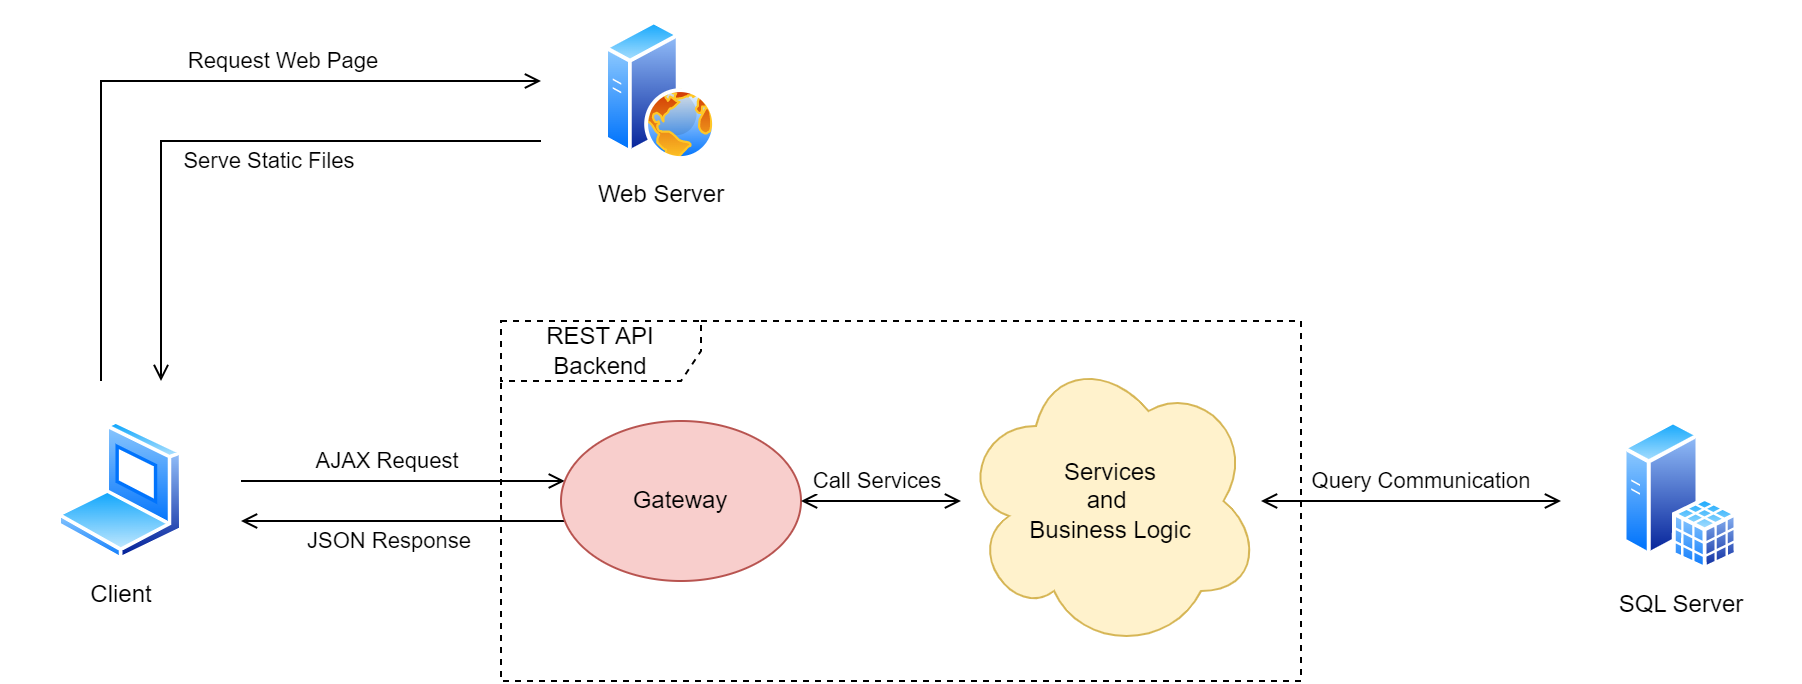 Request Web Page
Serve Static Files
Web Server
REST API
Backend
AJAX Request
JSON Response
Client
Gateway
Call Services
Services
and
Business Logic
Query Communication
SQL Server